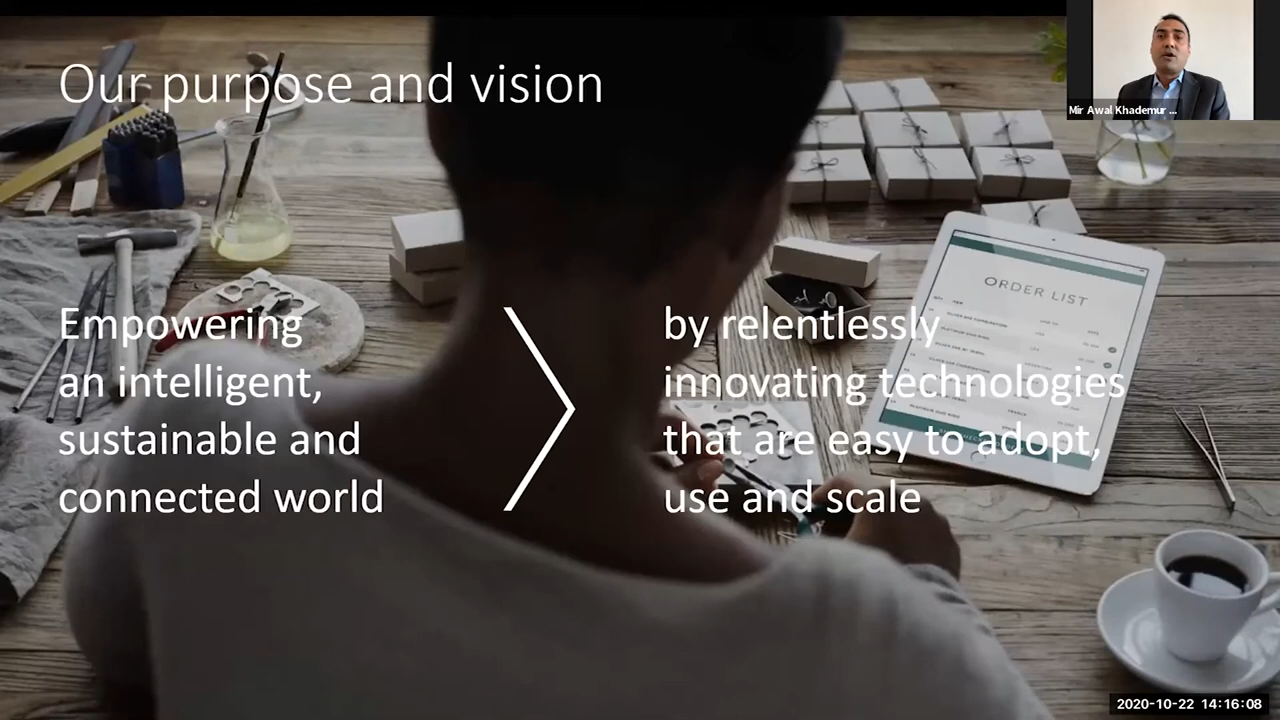 Our purpose and vision
Mir Awal Khademur ...
ORDER LIST
Empowering
an intelligent,
sustainable and
connected world
by relentlessly
innovating technologies
that are easy to adopt,
use and scale
2020-10-22 14:16:08